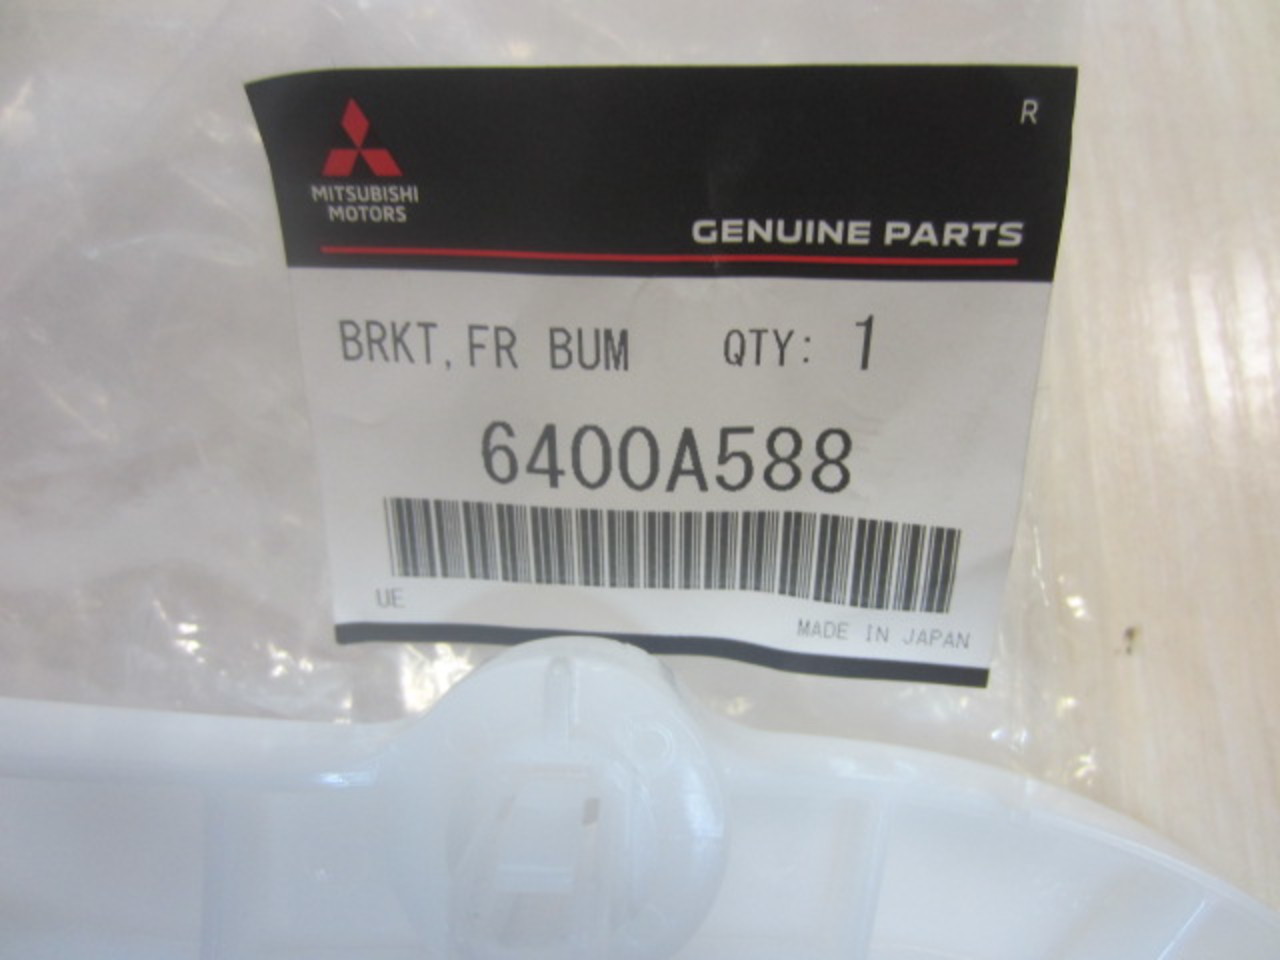 R
MITSUBISHI
MOTORS
GENUINE PARTS
BRKT, FR BUM QTY: 1
6400A588
UE
MADE IN JAPAN